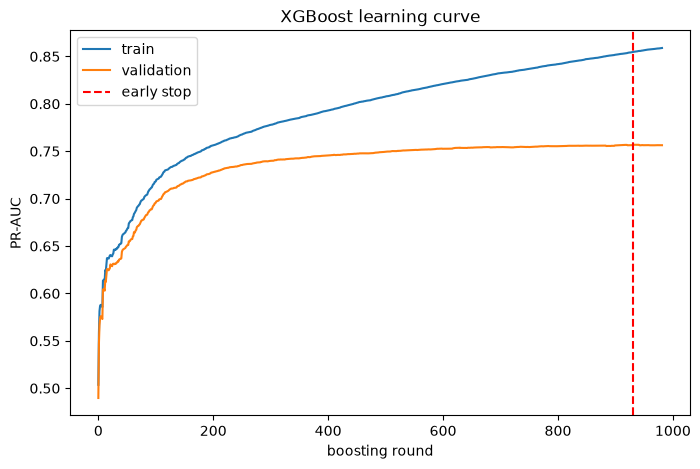 XGBoost learning curve
train
validation
early stop
PR-AUC
0.85
0.80
0.75
0.70
0.65
0.60
0.55
0.50
0 200 400 600 800 1000
boosting round